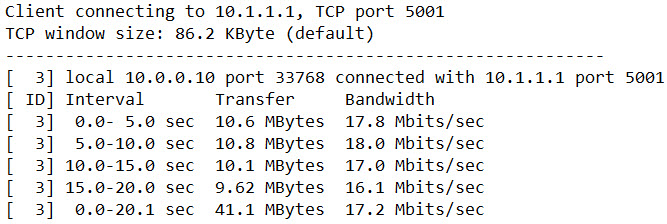 Client connecting to 10.1.1.1, TCP port 5001
TCP window size: 86.2 KByte (default)
------------------------------------------------------------
[  3] local 10.0.0.10 port 33768 connected with 10.1.1.1 port 5001
[ ID] Interval       Transfer     Bandwidth
[  3]  0.0- 5.0 sec  10.6 MBytes  17.8 Mbits/sec
[  3]  5.0-10.0 sec  10.8 MBytes  18.0 Mbits/sec
[  3] 10.0-15.0 sec  10.1 MBytes  17.0 Mbits/sec
[  3] 15.0-20.0 sec  9.62 MBytes  16.1 Mbits/sec
[  3]  0.0-20.1 sec  41.1 MBytes  17.2 Mbits/sec